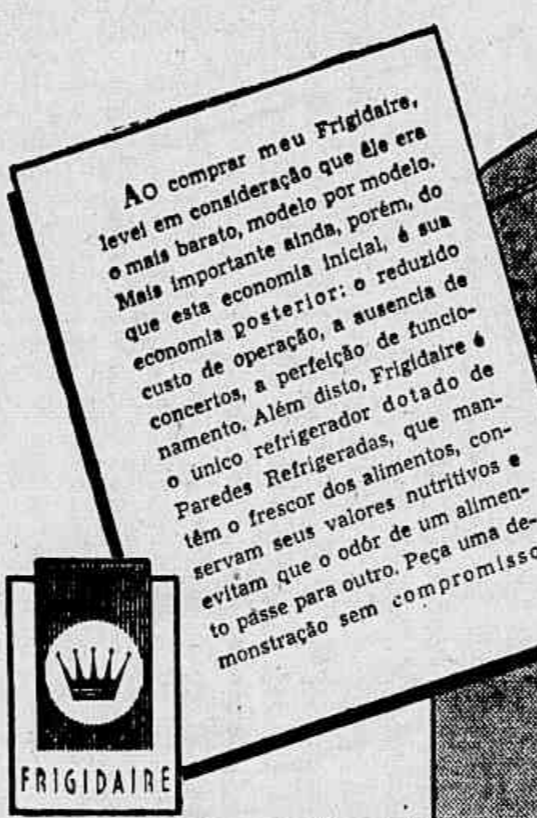 Ao comprar meu Frigidaire,
levei em consideração que êle era
o mais barato, modelo por modelo.
Mais importante ainda, porém, do
que esta economia inicial, é sua
economia posterior: o reduzido
custo de operação, a ausencia de
concertos, a perfeição de funcio-
namento. Além disto, Frigidaire é
o unico refrigerador dotado de
Paredes Refrigeradas, que man-
têm o frescor dos alimentos, con-
servam seus valores nutritivos e
evitam que o odôr de um alimen-
to passe para outro. Peça uma de-
monstração sem compromisso
FRIGIDAIRE